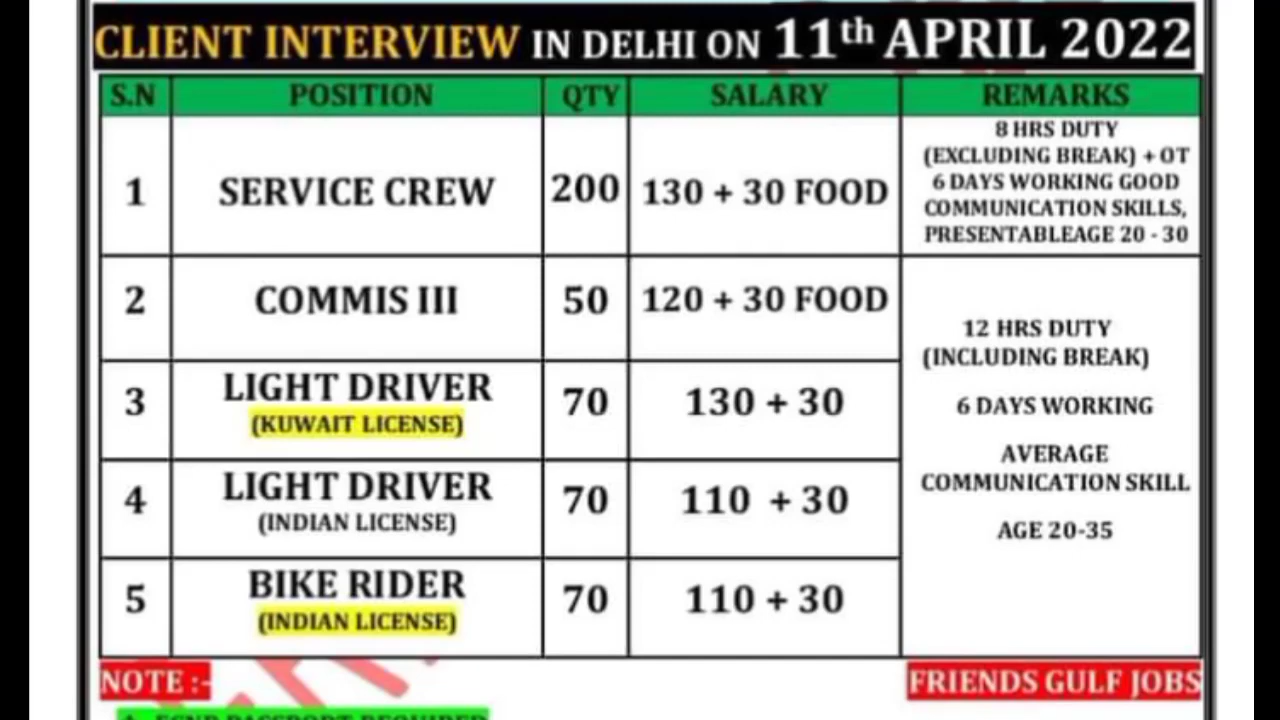 CLIENT INTERVIEW IN DELHI ON 11th APRIL 2022
S.N POSITION QTY SALARY REMARKS
1 SERVICE CREW 200 130 + 30 FOOD
8 HRS DUTY
(EXCLUDING BREAK) + OT
6 DAYS WORKING GOOD
COMMUNICATION SKILLS,
PRESENTABLEAGE 20 - 30
2 COMMIS III 50 120 + 30 FOOD
3 LIGHT DRIVER 70 130 + 30
(KUWAIT LICENSE)
4 LIGHT DRIVER 70 110 + 30
(INDIAN LICENSE)
5 BIKE RIDER 70 110 + 30
(INDIAN LICENSE)
12 HRS DUTY
(INCLUDING BREAK)
6 DAYS WORKING
AVERAGE
COMMUNICATION SKILL
AGE 20-35
NOTE :- FRIENDS GULF JOBS
PASSPORT REQUIRED